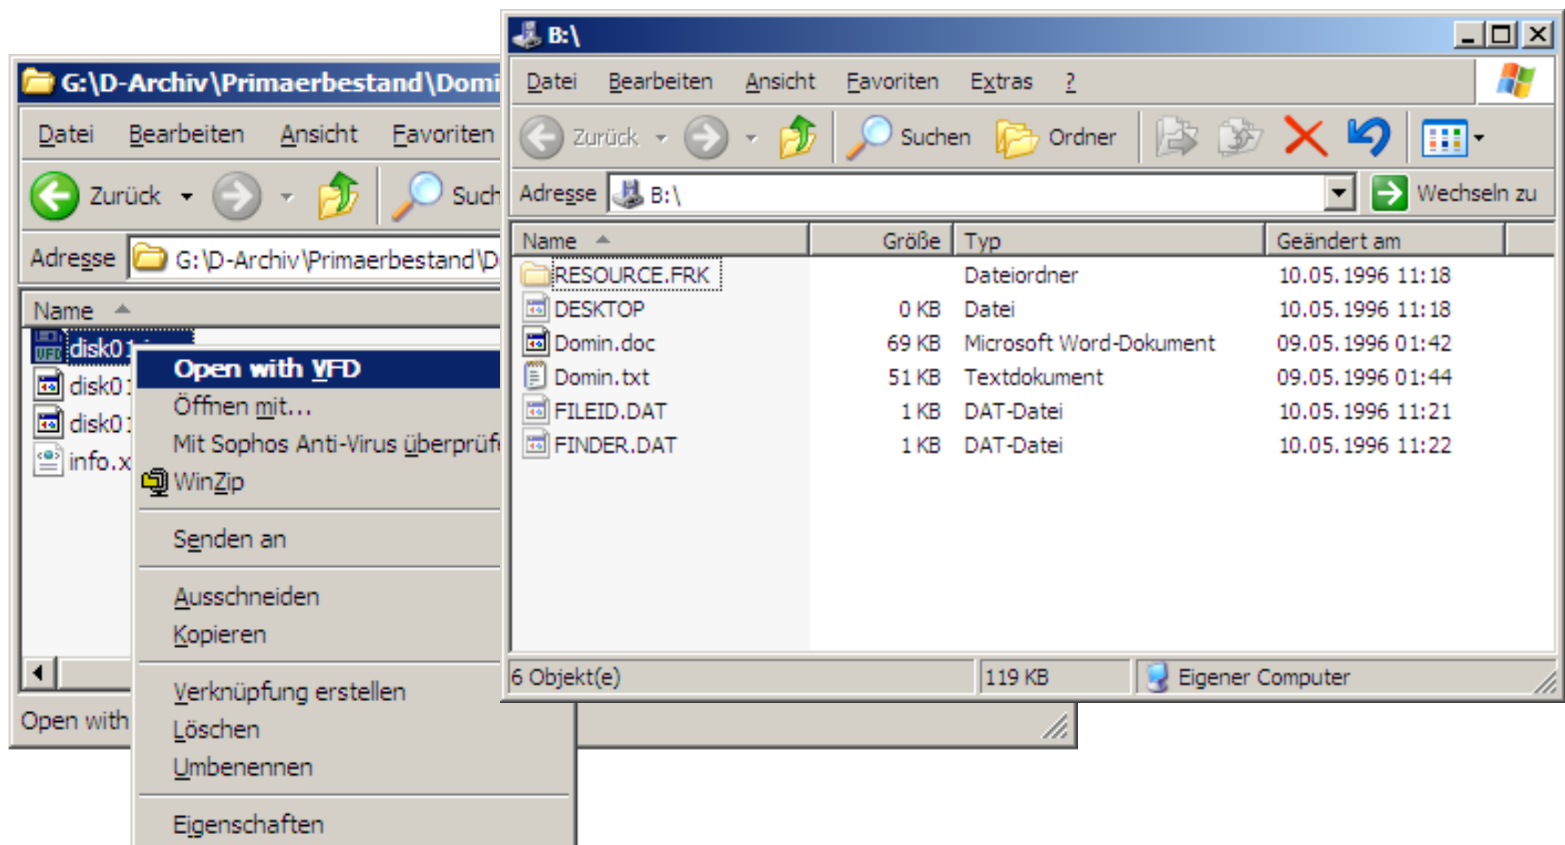 G:\D-Archiv\Primaerbestand\Domi
Datei Bearbeiten Ansicht Favoriten
Zurück Such
Adresse G:\D-Archiv\Primaerbestand\D
Name
disk01
disk01
disk01
info.x
Open with
VFD
Open with VFD
Öffnen mit...
Mit Sophos Anti-Virus überprüf
WinZip
Senden an
Ausschneiden
Kopieren
Verknüpfung erstellen
Löschen
Umbenennen
Eigenschaften
B:\
Datei Bearbeiten Ansicht Favoriten Extras ?
Zurück Suchen Ordner
Adresse B:\ Wechseln zu
Name Größe Typ Geändert am
RESOURCE.FRK Dateiordner 10.05.1996 11:18
DESKTOP 0 KB Datei 10.05.1996 11:18
Domin.doc 69 KB Microsoft Word-Dokument 09.05.1996 01:42
Domin.txt 51 KB Textdokument 09.05.1996 01:44
FILEID.DAT 1 KB DAT-Datei 10.05.1996 11:21
FINDER.DAT 1 KB DAT-Datei 10.05.1996 11:22
6 Objekt(e) 119 KB Eigener Computer